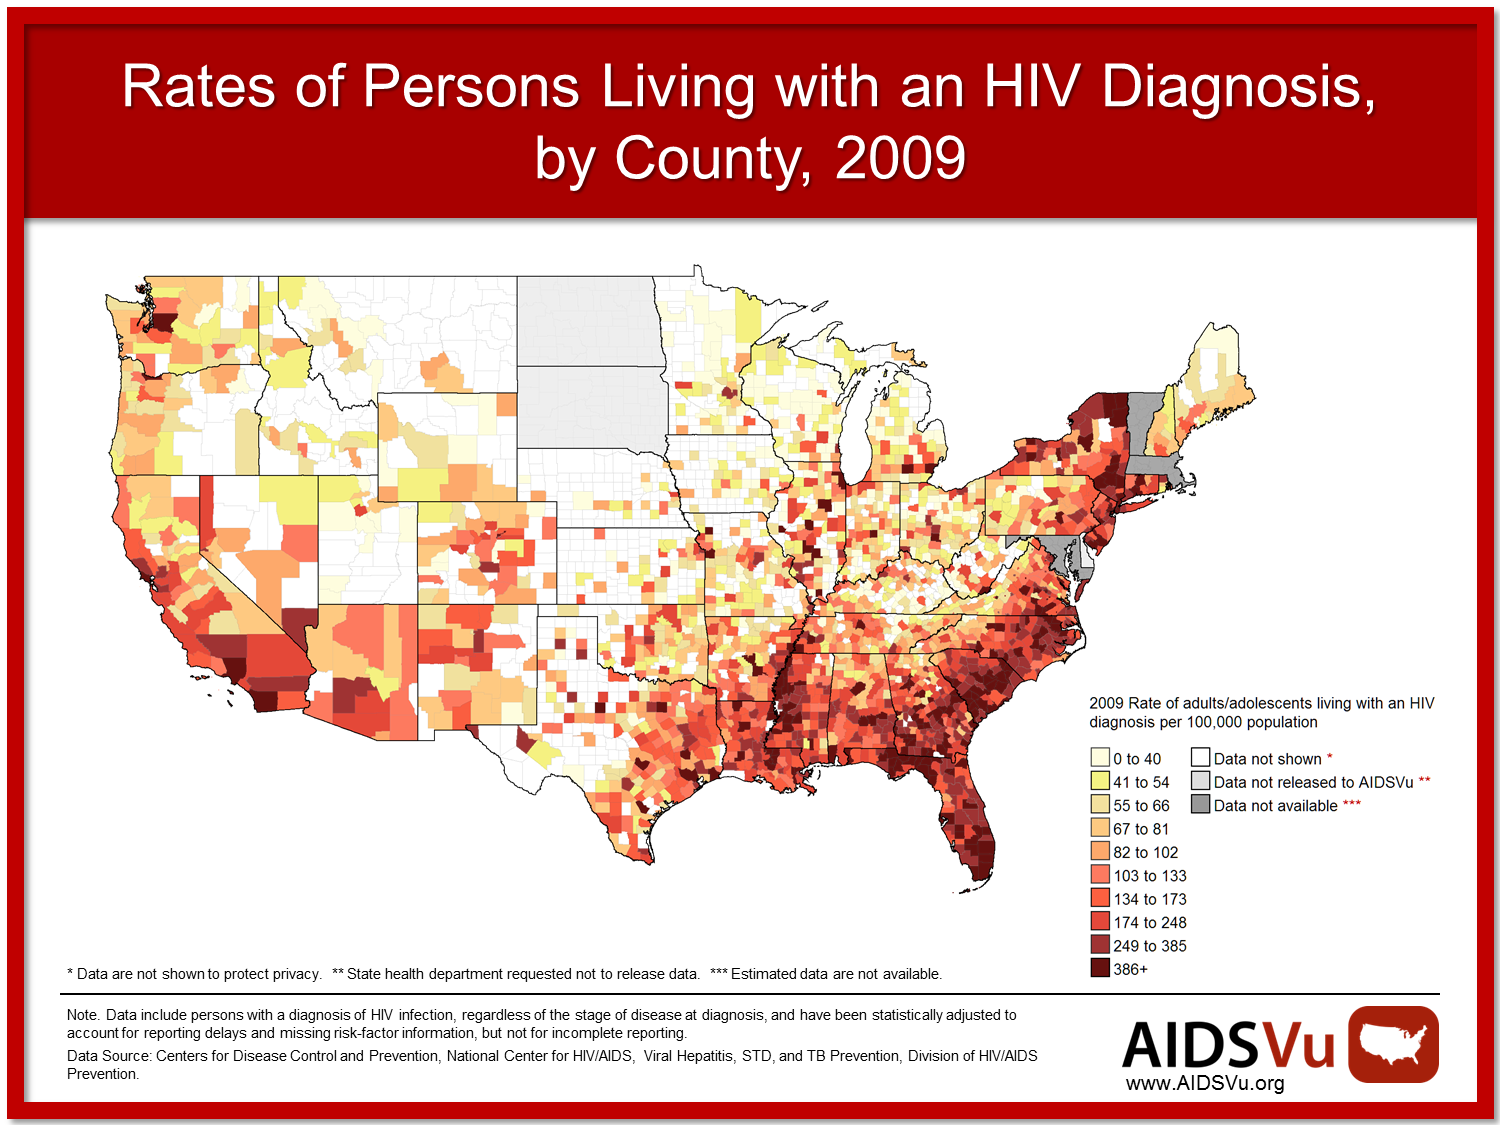 Rates of Persons Living with an HIV Diagnosis,
by County, 2009
2009 Rate of adults/adolescents living with an HIV
diagnosis per 100,000 population
0 to 40
41 to 54
55 to 66
67 to 81
82 to 102
103 to 133
134 to 173
174 to 248
249 to 385
386+
Data not shown *
Data not released to AIDSVu **
Data not available ***
* Data are not shown to protect privacy. ** State health department requested not to release data. *** Estimated data are not available.
Note. Data include persons with a diagnosis of HIV infection, regardless of the stage of disease at diagnosis, and have been statistically adjusted to
account for reporting delays and missing risk-factor information, but not for incomplete reporting.
Data Source: Centers for Disease Control and Prevention, National Center for HIV/AIDS, Viral Hepatitis, STD, and TB Prevention, Division of HIV/AIDS
Prevention.
AIDSVu
www.AIDSVu.org